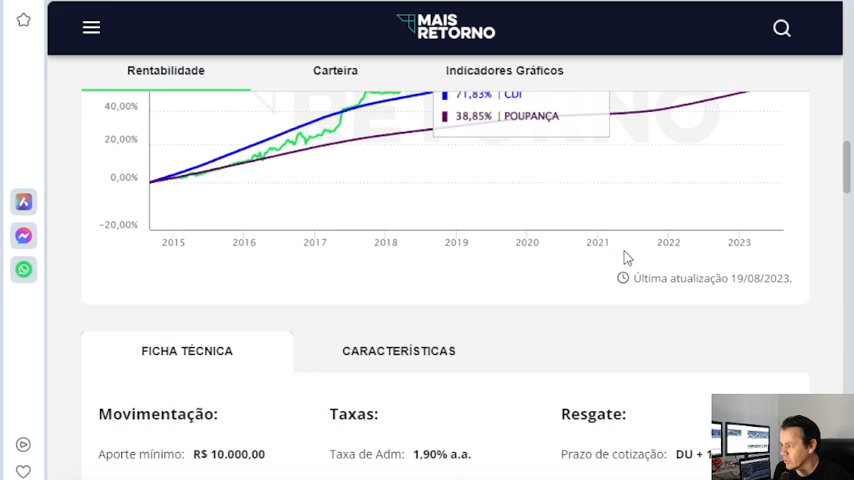 MAIS
RETORNO
Rentabilidade
Carteira
Indicadores Gráficos
71,83% | CDI
38,85% | POUPANÇA
40,00%
20,00%
0,00%
-20,00%
2015 2016 2017 2018 2019 2020 2021 2022 2023
Última atualização 19/08/2023.
FICHA TÉCNICA
CARACTERÍSTICAS
Movimentação:
Taxas:
Resgate:
Aporte mínimo: R$ 10.000,00
Taxa de Adm: 1,90% a.a.
Prazo de cotização: DU + 1